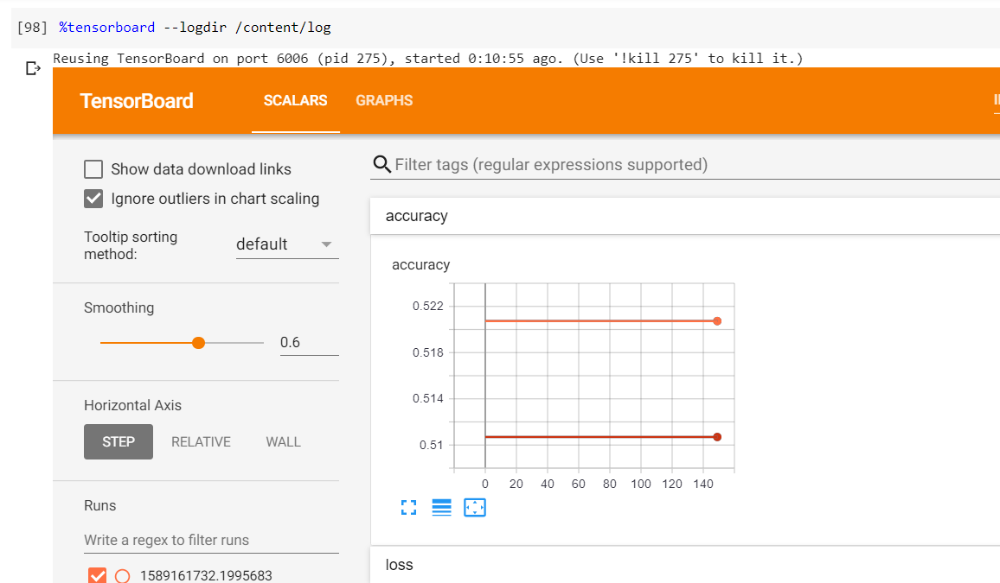 [98] %tensorboard --logdir /content/log
Reusing TensorBoard on port 6006 (pid 275), started 0:10:55 ago. (Use '!kill 275' to kill it.)
TensorBoard SCALARS GRAPHS
Show data download links
Ignore outliers in chart scaling
Tooltip sorting
method:
default
Smoothing
0.6
Horizontal Axis
STEP RELATIVE WALL
Runs
Write a regex to filter runs
1589161732.1995683
Filter tags (regular expressions supported)
accuracy
accuracy
0.522
0.518
0.514
0.51
0 20 40 60 80 100 120 140
loss